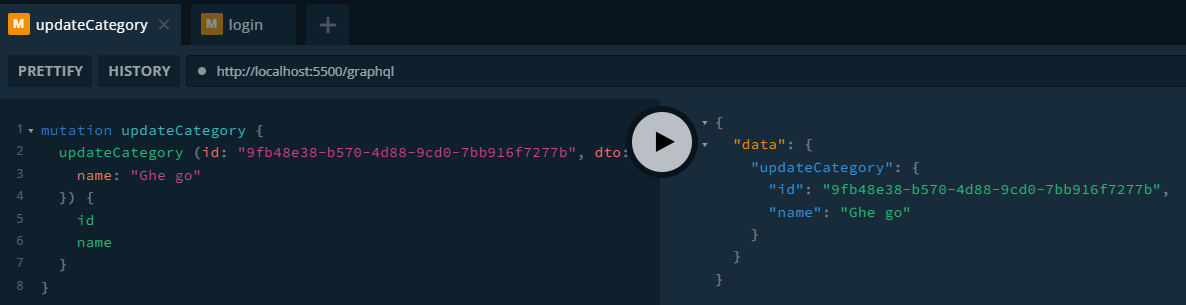 M updateCategory × M login +
PRETTIFY HISTORY http://localhost:5500/graphql
1 mutation updateCategory {
2 updateCategory (id: "9fb48e38-b570-4d88-9cd0-7bb916f7277b", dto:
3 name: "Ghe go"
4 }) {
5 id
6 name
7 }
8 }
{
"data": {
"updateCategory": {
"id": "9fb48e38-b570-4d88-9cd0-7bb916f7277b",
"name": "Ghe go"
}
}
}